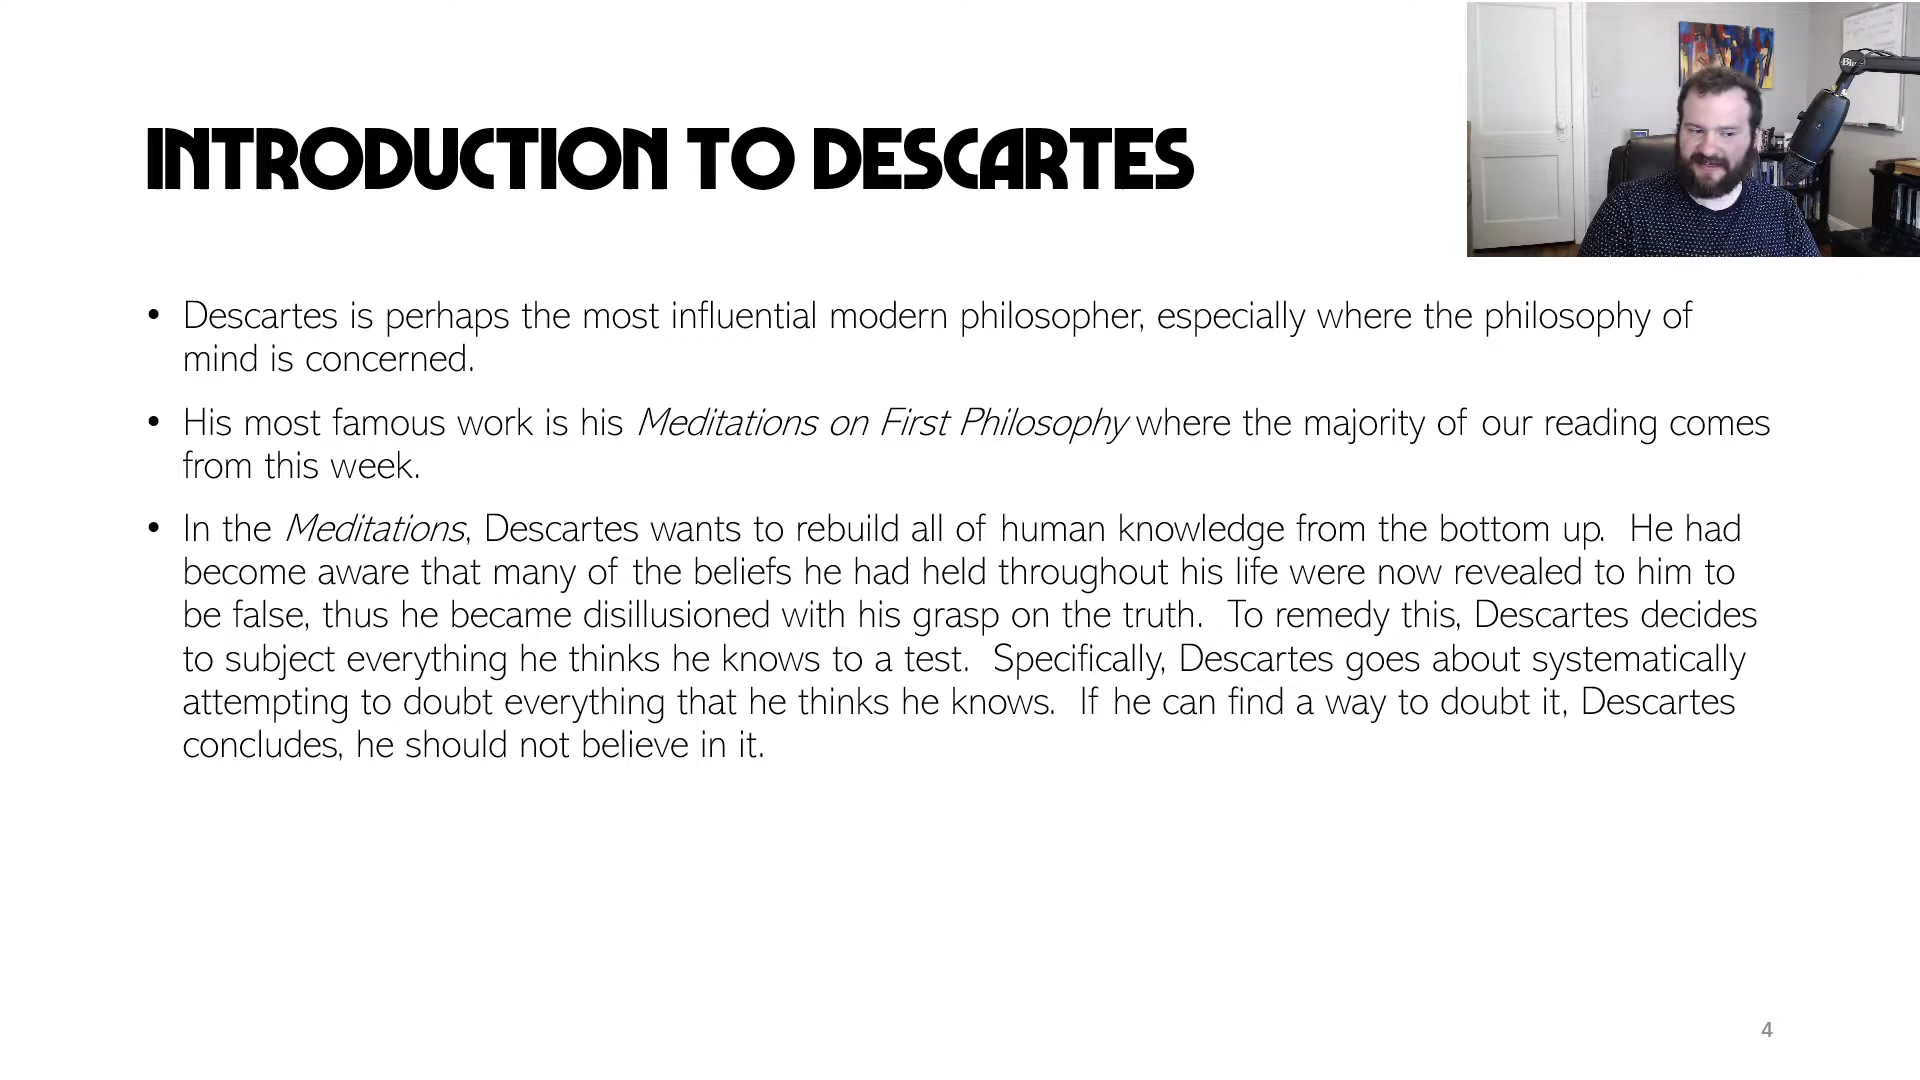 INTRODUCTION TO DESCARTES
• Descartes is perhaps the most influential modern philosopher, especially where the philosophy of
mind is concerned.
• His most famous work is his Meditations on First Philosophy where the majority of our reading comes
from this week.
• In the Meditations, Descartes wants to rebuild all of human knowledge from the bottom up.  He had
become aware that many of the beliefs he had held throughout his life were now revealed to him to
be false, thus he became disillusioned with his grasp on the truth.  To remedy this, Descartes decides
to subject everything he thinks he knows to a test.  Specifically, Descartes goes about systematically
attempting to doubt everything that he thinks he knows.  If he can find a way to doubt it, Descartes
concludes, he should not believe in it.
4